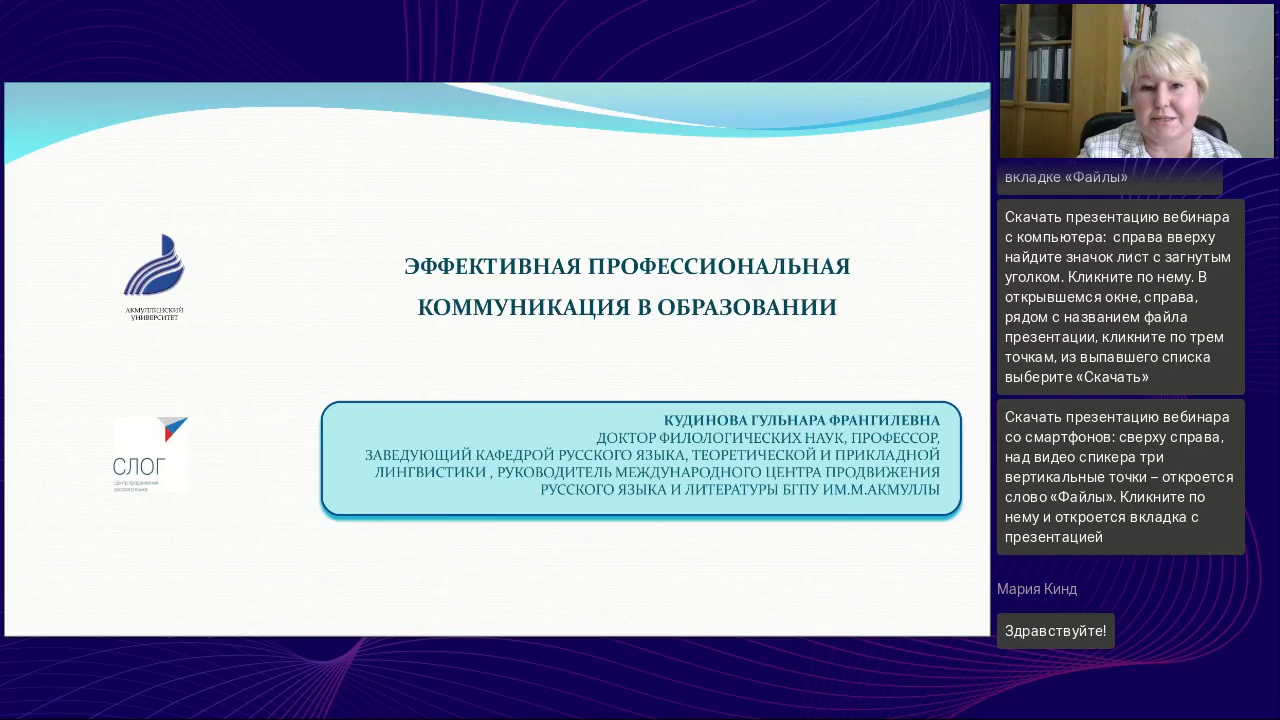 АКМУЛЛИНСКИЙ
УНИВЕРСИТЕТ
ЭФФЕКТИВНАЯ ПРОФЕССИОНАЛЬНАЯ
КОММУНИКАЦИЯ В ОБРАЗОВАНИИ
СЛОГ
Центр продвижения
русского языка
КУДИНОВА ГУЛЬНАРА ФРАНГИЛЕВНА
ДОКТОР ФИЛОЛОГИЧЕСКИХ НАУК, ПРОФЕССОР,
ЗАВЕДУЮЩИЙ КАФЕДРОЙ РУССКОГО ЯЗЫКА, ТЕОРЕТИЧЕСКОЙ И ПРИКЛАДНОЙ
ЛИНГВИСТИКИ , РУКОВОДИТЕЛЬ МЕЖДУНАРОДНОГО ЦЕНТРА ПРОДВИЖЕНИЯ
РУССКОГО ЯЗЫКА И ЛИТЕРАТУРЫ БГПУ ИМ.М.АКМУЛЛЫ
вкладке «Файлы»
Скачать презентацию вебинара
с компьютера: справа вверху
найдите значок лист с загнутым
уголком. Кликните по нему. В
открывшемся окне, справа,
рядом с названием файла
презентации, кликните по трем
точкам, из выпавшего списка
выберите «Скачать»
Скачать презентацию вебинара
со смартфонов: сверху справа,
над видео спикера три
вертикальные точки – откроется
слово «Файлы». Кликните по
нему и откроется вкладка с
презентацией
Мария Кинд
Здравствуйте!